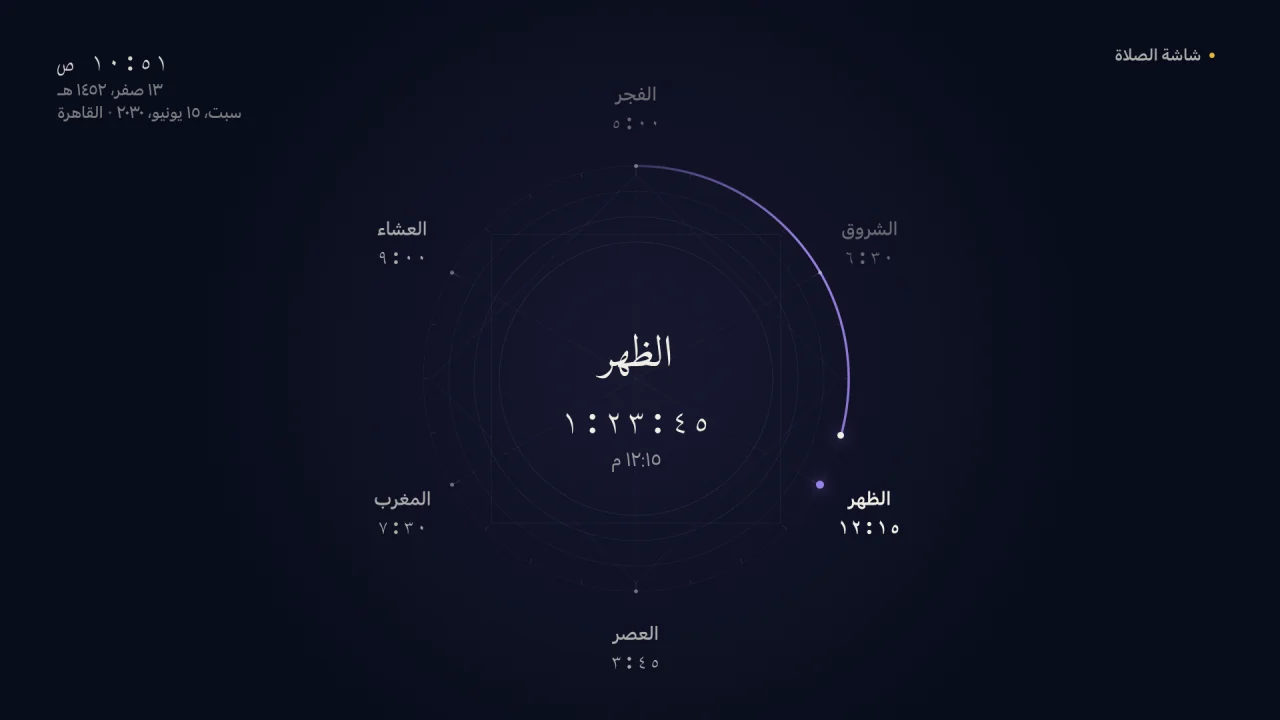 شاشة الصلاة
١٠:٥١ ص
١٣ صفر، ١٤٥٢ هـ
سبت، ١٥ يونيو، ٢٠٣٠ · القاهرة
الفجر
٥:٠٠
الشروق
٦:٣٠
العشاء
٩:٠٠
الظهر
١:٢٣:٤٥
١٢:١٥ م
الظهر
١٢:١٥
المغرب
٧:٣٠
العصر
٣:٤٥